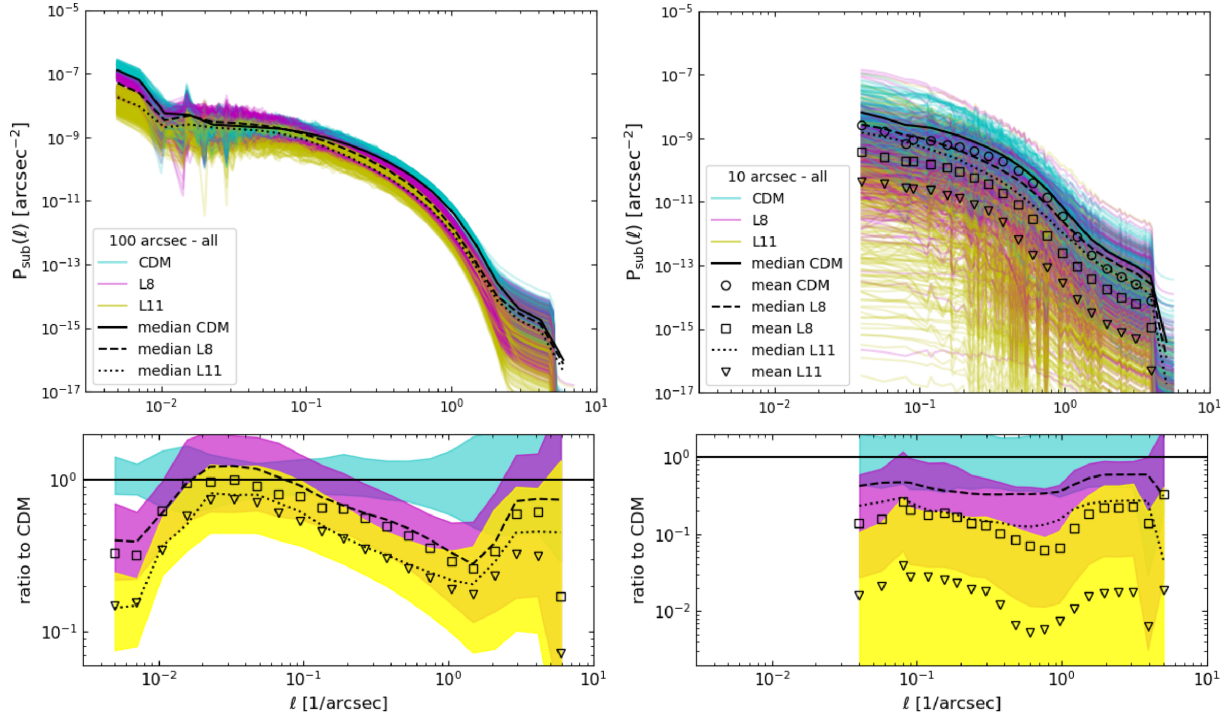 10⁻⁵
10⁻⁷
10⁻⁹
10⁻¹¹
10⁻¹³
10⁻¹⁵
10⁻¹⁷
P_sub(ℓ) [arcsec⁻²]
100 arcsec - all
CDM
L8
L11
median CDM
median L8
median L11
10⁻² 10⁻¹ 10⁰ 10¹
10⁻⁵
10⁻⁷
10⁻⁹
10⁻¹¹
10⁻¹³
10⁻¹⁵
10⁻¹⁷
P_sub(ℓ) [arcsec⁻²]
10 arcsec - all
CDM
L8
L11
median CDM
mean CDM
median L8
mean L8
median L11
mean L11
10⁻² 10⁻¹ 10⁰ 10¹
10⁰
10⁻¹
ratio to CDM
10⁻² 10⁻¹ 10⁰ 10¹
ℓ [1/arcsec]
10⁰
10⁻¹
10⁻²
ratio to CDM
10⁻² 10⁻¹ 10⁰ 10¹
ℓ [1/arcsec]